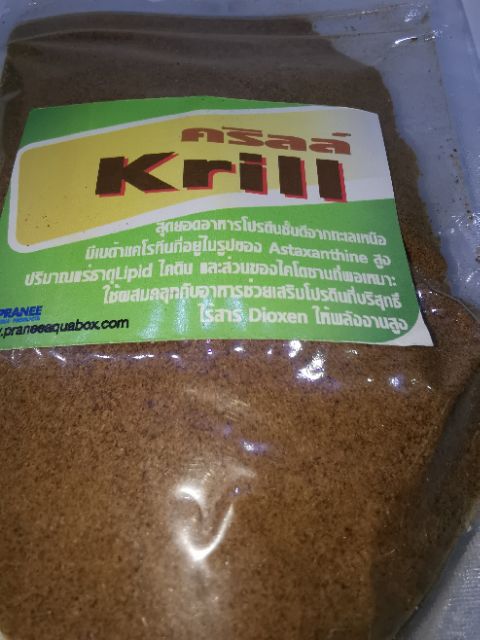 คริลล์
Krill
สุดยอดอาหารโปรตีนชั้นดีจากทะเลเหนือ
มีเบต้าแคโรทีนที่อยู่ในรูปของ Astaxanthine สูง
ปริมาณแร่ธาตุLipid ไคติน และส่วนของไคโตซานที่พอเหมาะ
ใช้ผสมคลุกกับอาหารช่วยเสริมโปรตีนที่บริสุทธิ์
ไร้สาร Dioxen ให้พลังงานสูง
PRANEE
.praneeaquabox.com